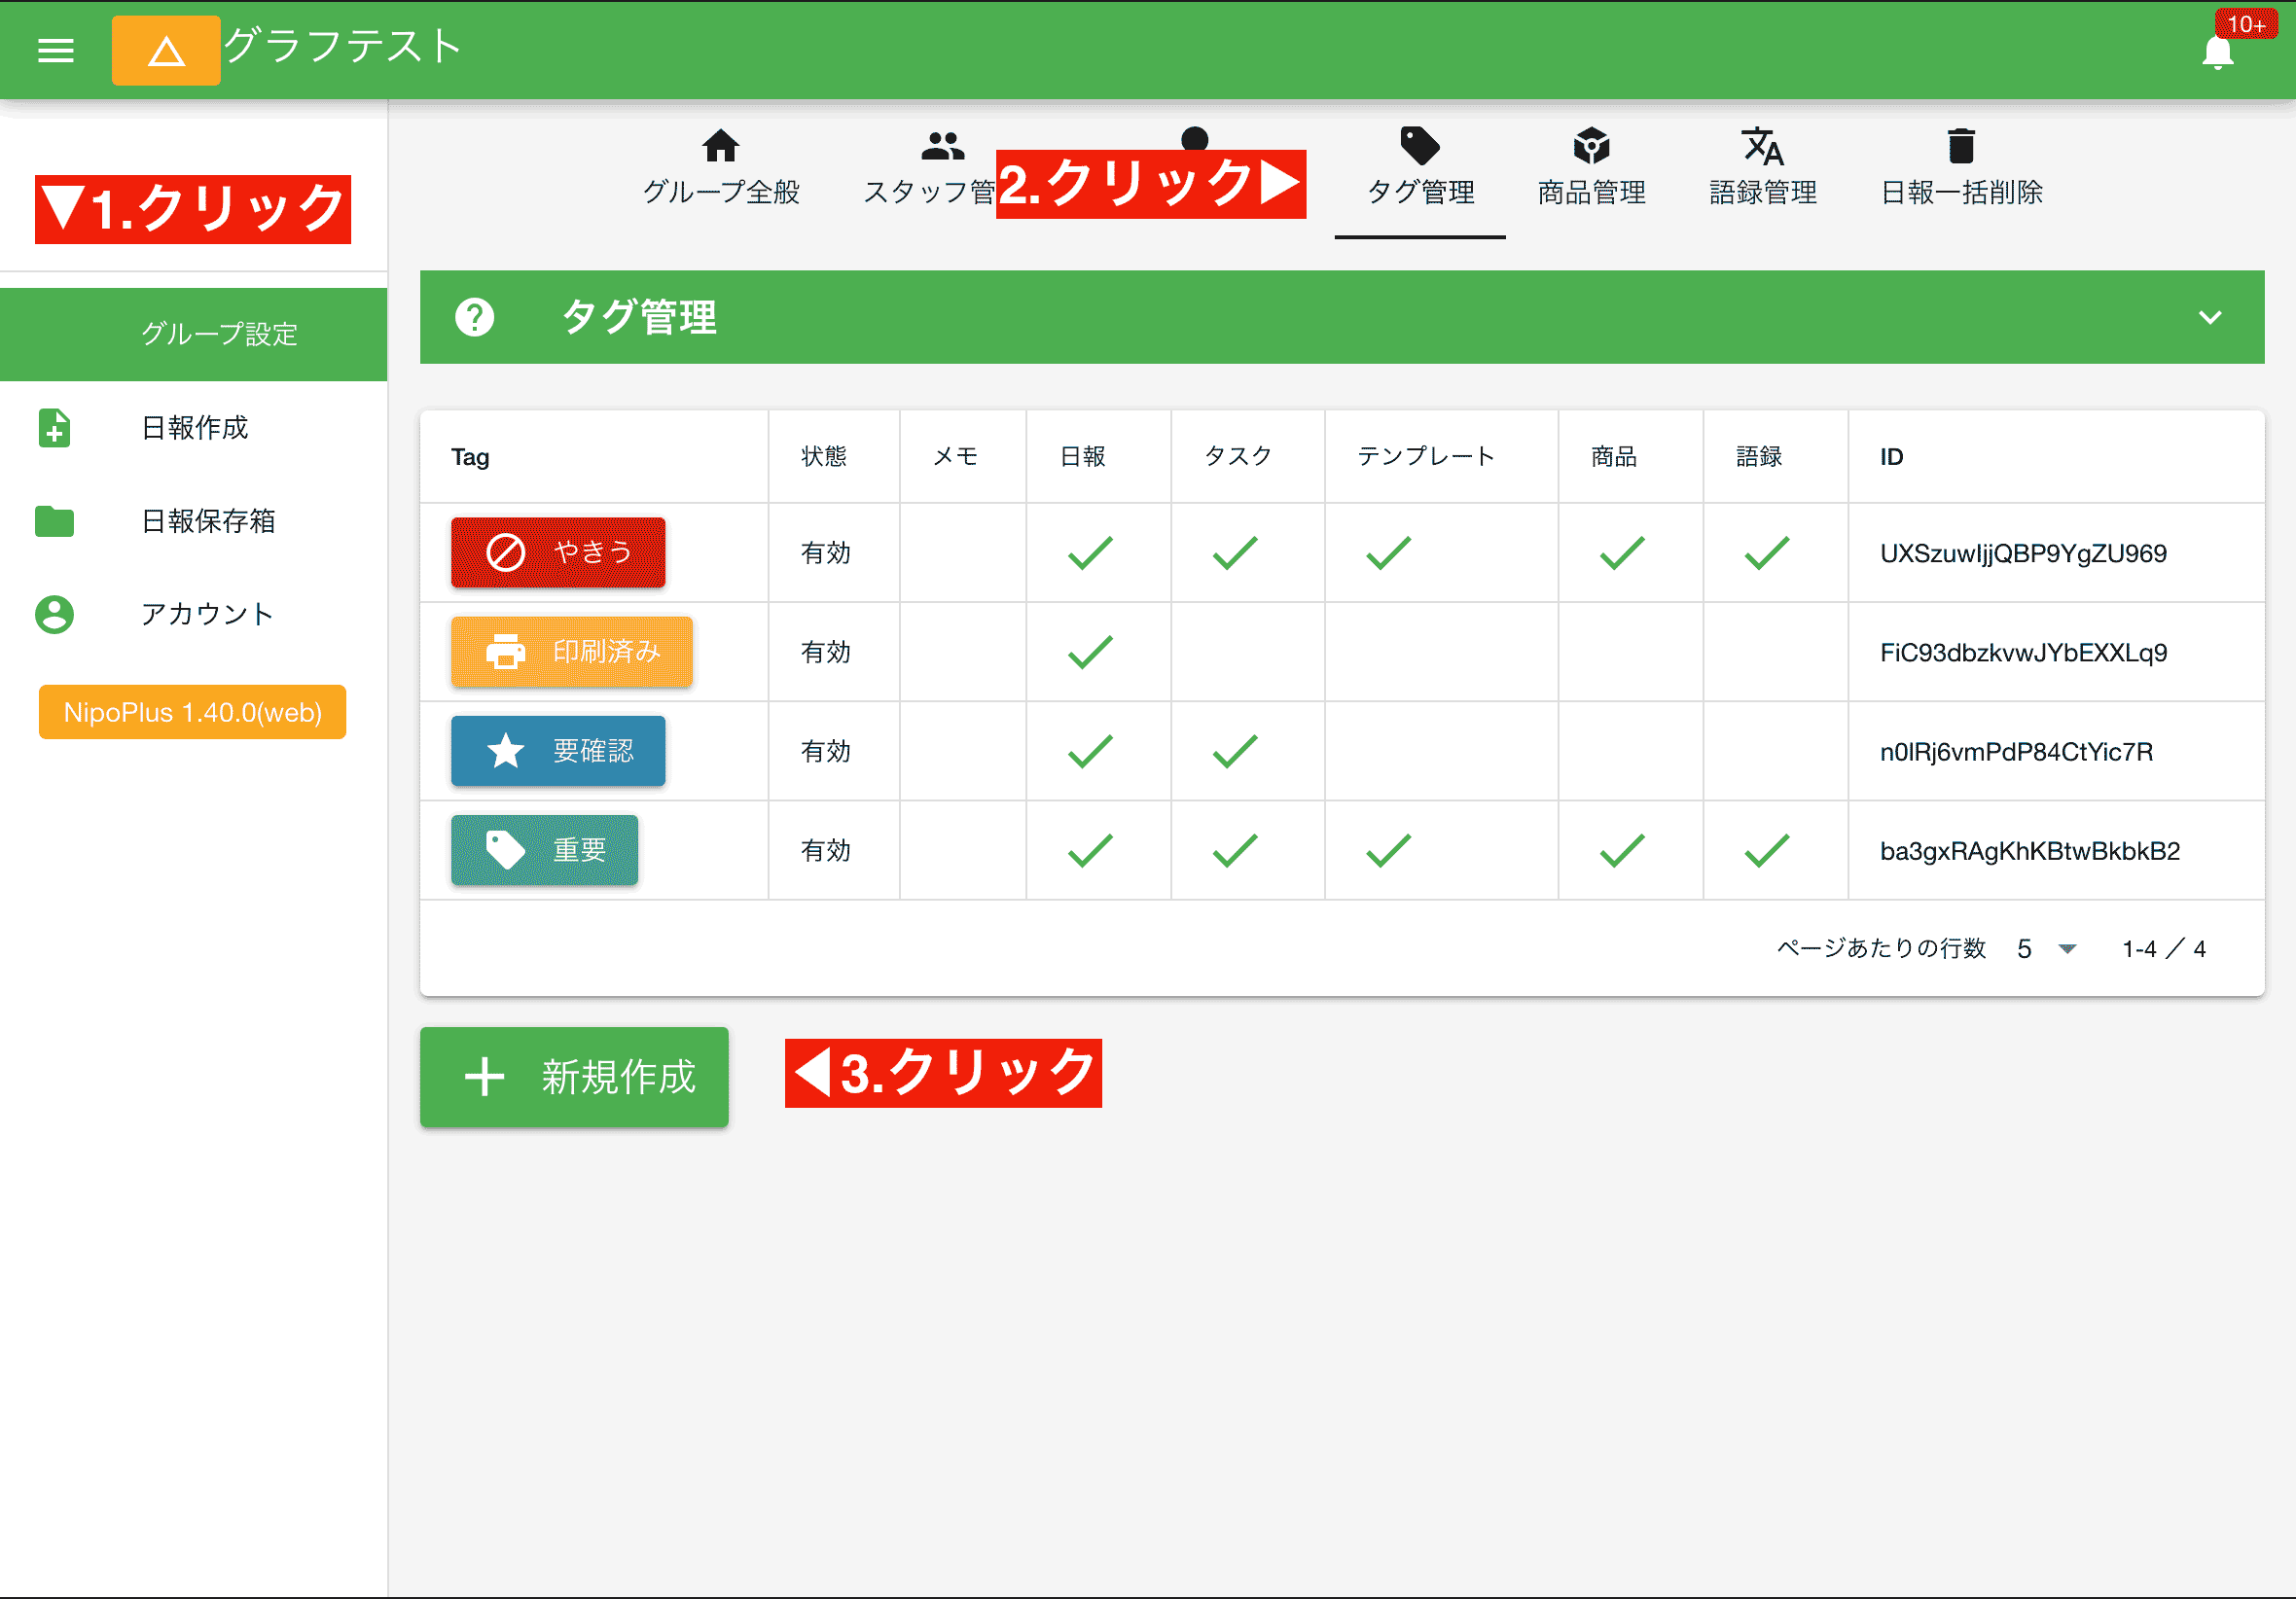 グラフテスト
10+
▼1.クリック
グループ全般
スタッフ管
2.クリック▶
タグ管理
商品管理
語録管理
日報一括削除
グループ設定
日報作成
日報保存箱
アカウント
NipoPlus 1.40.0(web)
タグ管理
Tag 状態 メモ 日報 タスク テンプレート 商品 語録 ID
やきう 有効 UXSzuwIjjQBP9YgZU969
印刷済み 有効 FiC93dbzkvwJYbEXXLq9
要確認 有効 n0lRj6vmPdP84CtYic7R
重要 有効 ba3gxRAgKhKBtwBkbkB2
ページあたりの行数 5 1-4 ／ 4
新規作成
◀3.クリック